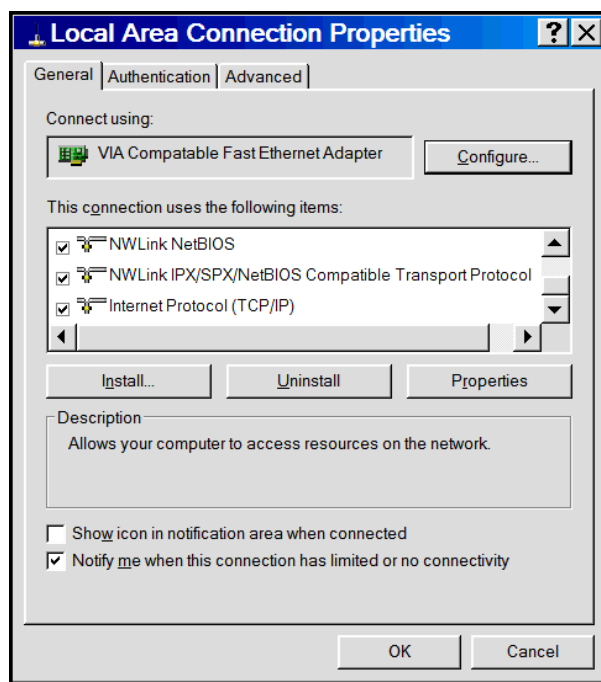 Local Area Connection Properties
General Authentication Advanced
Connect using:
VIA Compatable Fast Ethernet Adapter Configure...
This connection uses the following items:
NWLink NetBIOS
NWLink IPX/SPX/NetBIOS Compatible Transport Protocol
Internet Protocol (TCP/IP)
Install... Uninstall Properties
Description
Allows your computer to access resources on the network.
Show icon in notification area when connected
Notify me when this connection has limited or no connectivity
OK Cancel